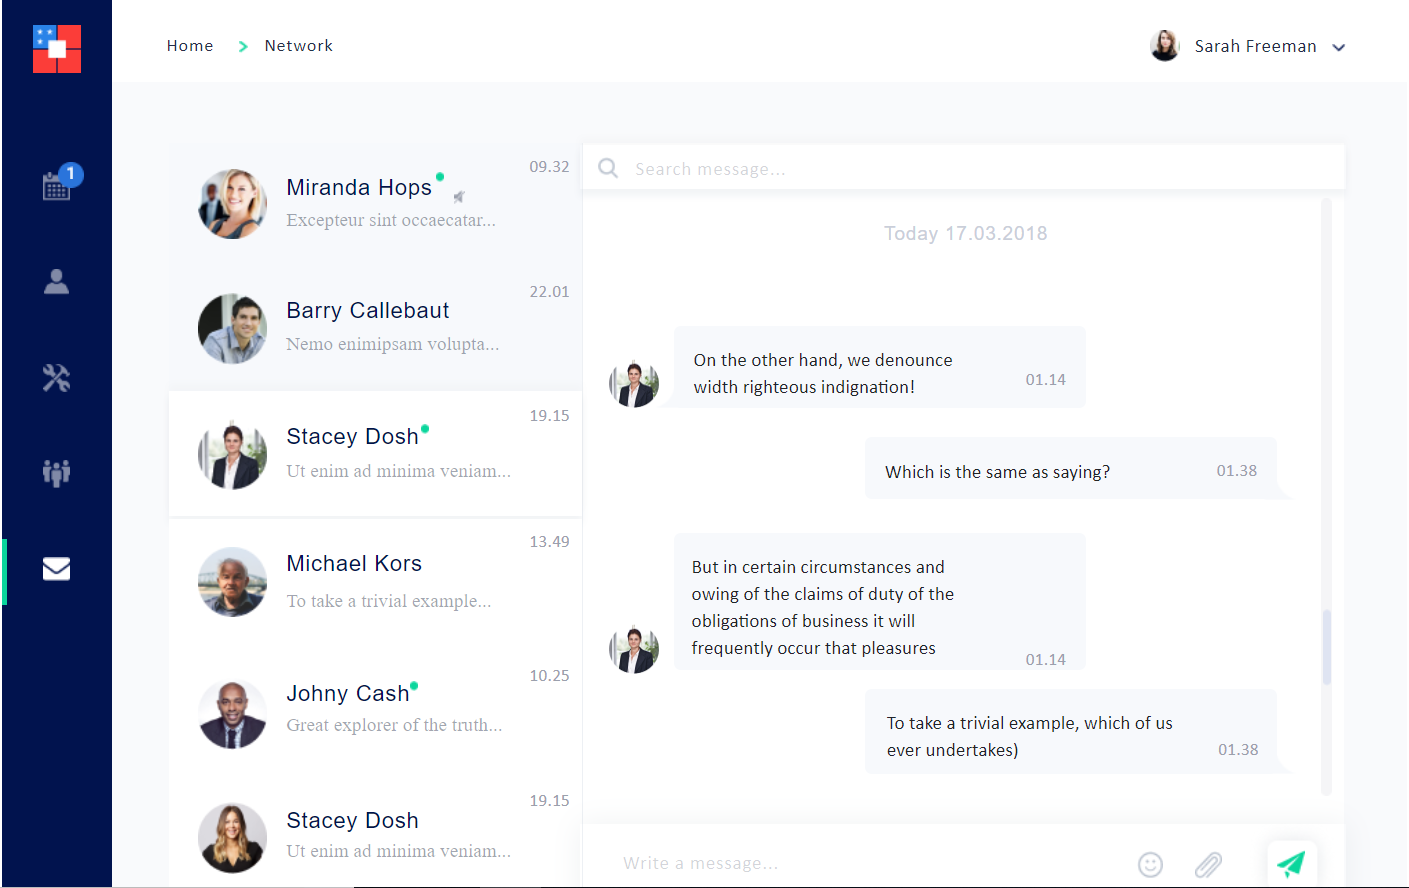 Home > Network
Sarah Freeman
1
09.32
Miranda Hops
Excepteur sint occaecatar...
22.01
Barry Callebaut
Nemo enimipsam volupta...
19.15
Stacey Dosh
Ut enim ad minima veniam...
13.49
Michael Kors
To take a trivial example...
10.25
Johny Cash
Great explorer of the truth...
19.15
Stacey Dosh
Ut enim ad minima veniam...
Search message...
Today 17.03.2018
On the other hand, we denounce
width righteous indignation!
01.14
Which is the same as saying?
01.38
But in certain circumstances and
owing of the claims of duty of the
obligations of business it will
frequently occur that pleasures
01.14
To take a trivial example, which of us
ever undertakes)
01.38
Write a message...